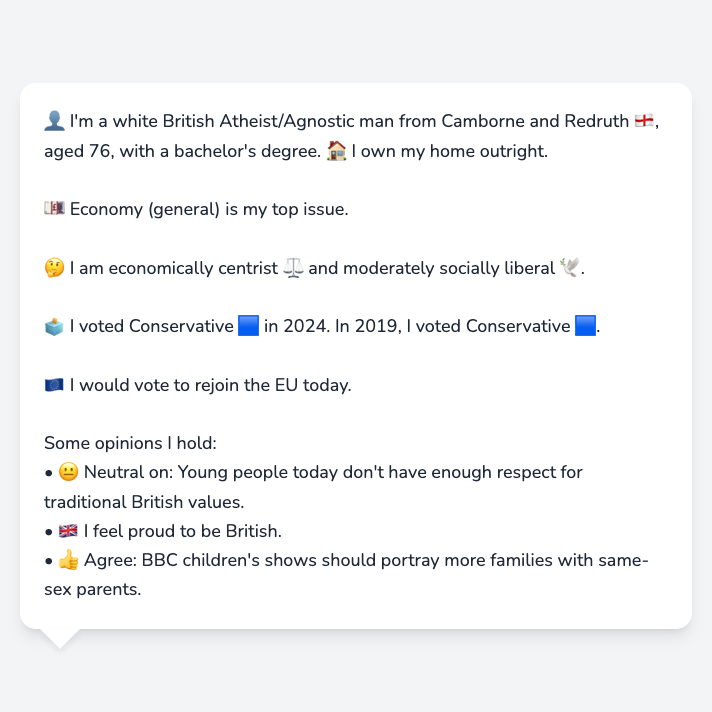 👤 I'm a white British Atheist/Agnostic man from Camborne and Redruth 🏴󠁧󠁢󠁥󠁮󠁧󠁿,
aged 76, with a bachelor's degree. 🏠 I own my home outright.
💷 Economy (general) is my top issue.
🤔 I am economically centrist ⚖️ and moderately socially liberal 🕊️.
🗳️ I voted Conservative 🟦 in 2024. In 2019, I voted Conservative 🟦.
🇪🇺 I would vote to rejoin the EU today.
Some opinions I hold:
• 😐 Neutral on: Young people today don't have enough respect for
traditional British values.
• 🇬🇧 I feel proud to be British.
• 👍 Agree: BBC children's shows should portray more families with same-
sex parents.